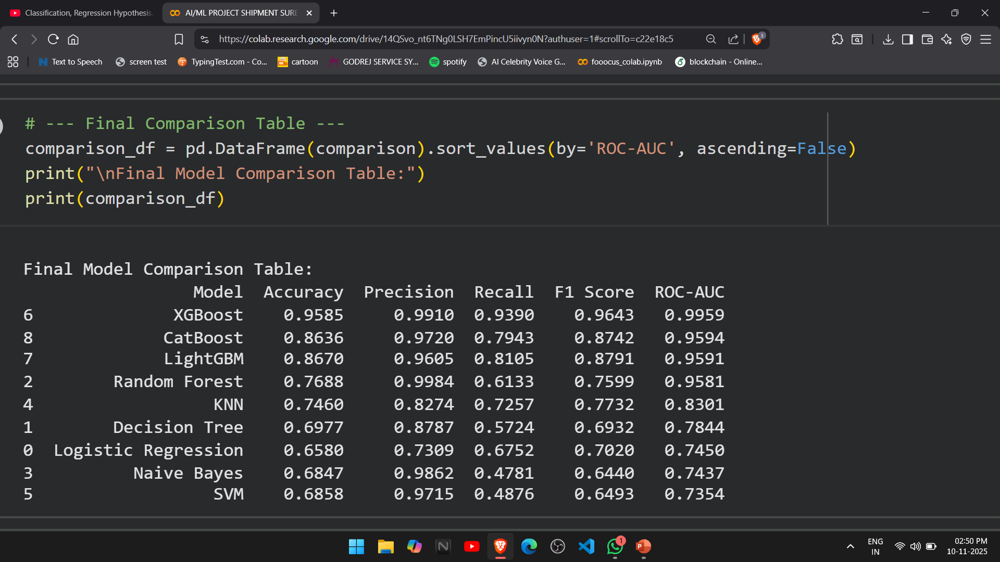 Classification, Regression Hypothesis,
AI/ML PROJECT SHIPMENT SURE
https://colab.research.google.com/drive/14QSvo_nt6TNg0LSH7EmPincU5iivyn0N?authuser=1#scrollTo=c22e18c5
3
Text to Speech
screen test
TypingTest.com - Co...
cartoon
GODREJ SERVICE SY...
spotify
AI Celebrity Voice G...
fooocus_colab.ipynb
blockchain - Online...
# --- Final Comparison Table ---
comparison_df = pd.DataFrame(comparison).sort_values(by='ROC-AUC', ascending=False)
print("\nFinal Model Comparison Table:")
print(comparison_df)
Final Model Comparison Table:
Model Accuracy Precision Recall F1 Score ROC-AUC
6 XGBoost 0.9585 0.9910 0.9390 0.9643 0.9959
8 CatBoost 0.8636 0.9720 0.7943 0.8742 0.9594
7 LightGBM 0.8670 0.9605 0.8105 0.8791 0.9591
2 Random Forest 0.7688 0.9984 0.6133 0.7599 0.9581
4 KNN 0.7460 0.8274 0.7257 0.7732 0.8301
1 Decision Tree 0.6977 0.8787 0.5724 0.6932 0.7844
0 Logistic Regression 0.6580 0.7309 0.6752 0.7020 0.7450
3 Naive Bayes 0.6847 0.9862 0.4781 0.6440 0.7437
5 SVM 0.6858 0.9715 0.4876 0.6493 0.7354
1
ENG
IN
02:50 PM
10-11-2025